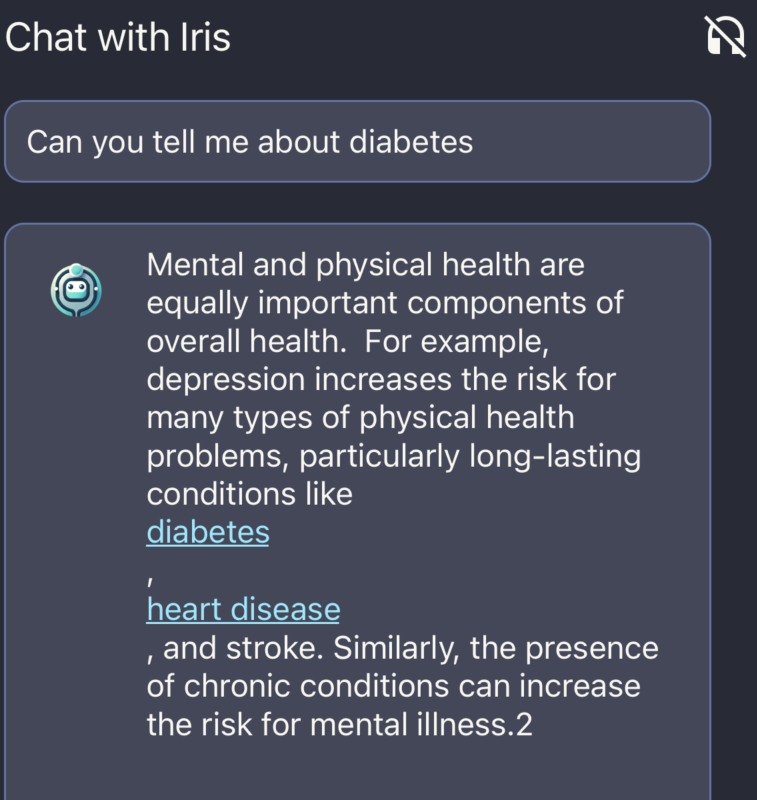 Chat with Iris
Can you tell me about diabetes
Mental and physical health are
equally important components of
overall health.  For example,
depression increases the risk for
many types of physical health
problems, particularly long-lasting
conditions like
diabetes
,
heart disease
, and stroke. Similarly, the presence
of chronic conditions can increase
the risk for mental illness.2